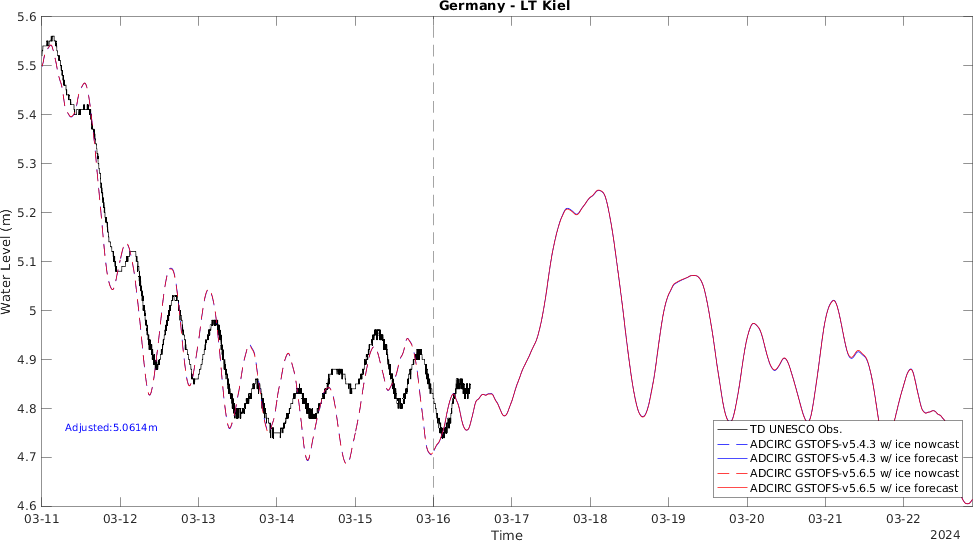 Germany - LT Kiel
5.6
5.5
5.4
5.3
5.2
5.1
5
4.9
4.8
4.7
4.6
Water Level (m)
Adjusted:5.0614m
TD UNESCO Obs.
ADCIRC GSTOFS-v5.4.3 w/ ice nowcast
ADCIRC GSTOFS-v5.4.3 w/ ice forecast
ADCIRC GSTOFS-v5.6.5 w/ ice nowcast
ADCIRC GSTOFS-v5.6.5 w/ ice forecast
03-11 03-12 03-13 03-14 03-15 03-16 03-17 03-18 03-19 03-20 03-21 03-22
Time
2024